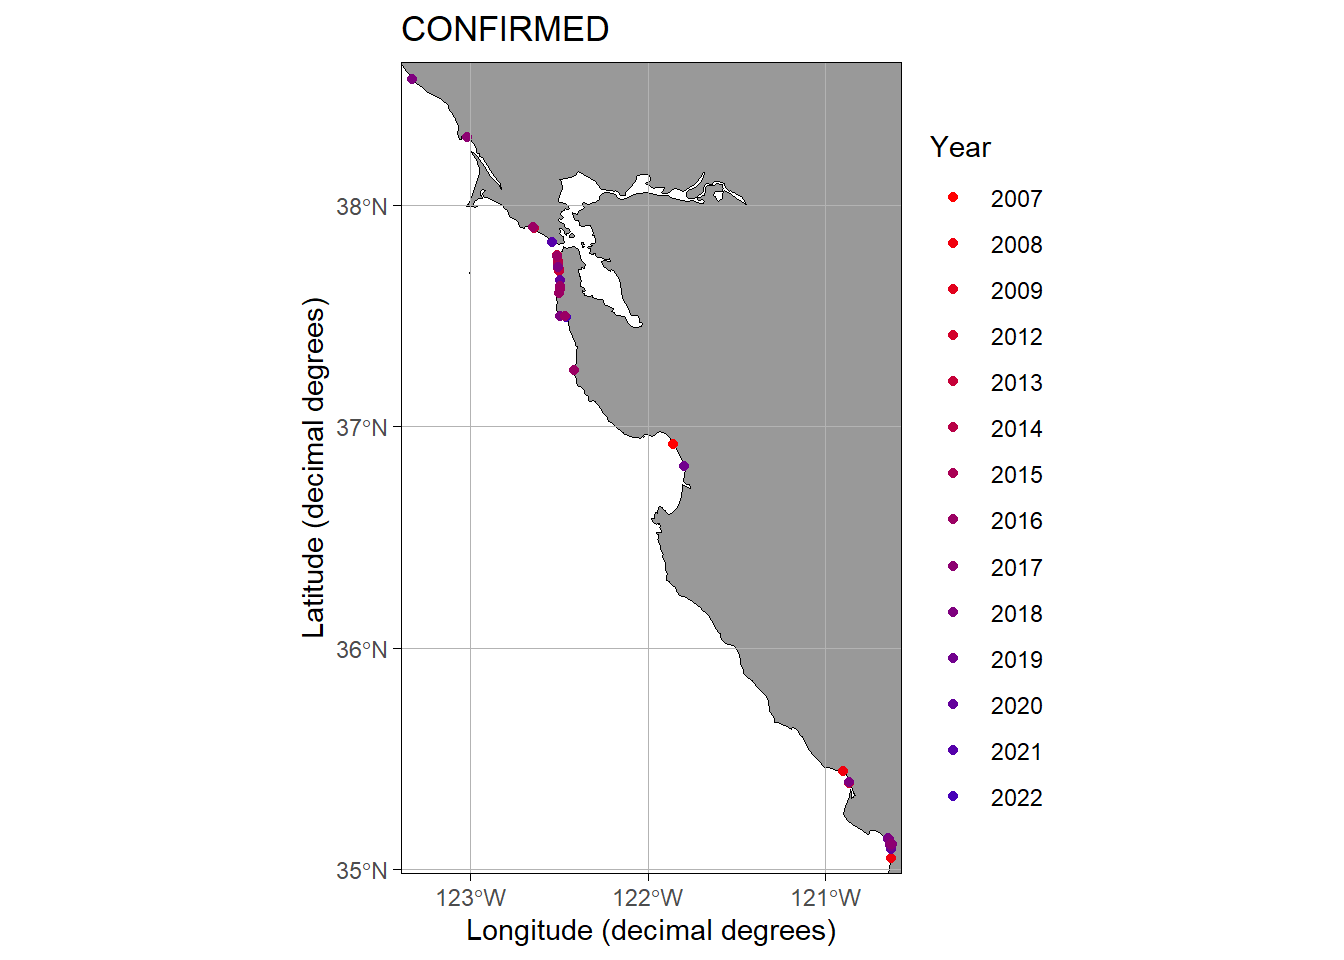 CONFIRMED
38°N
37°N
36°N
35°N
123°W
122°W
121°W
Longitude (decimal degrees)
Latitude (decimal degrees)
Year
2007
2008
2009
2012
2013
2014
2015
2016
2017
2018
2019
2020
2021
2022